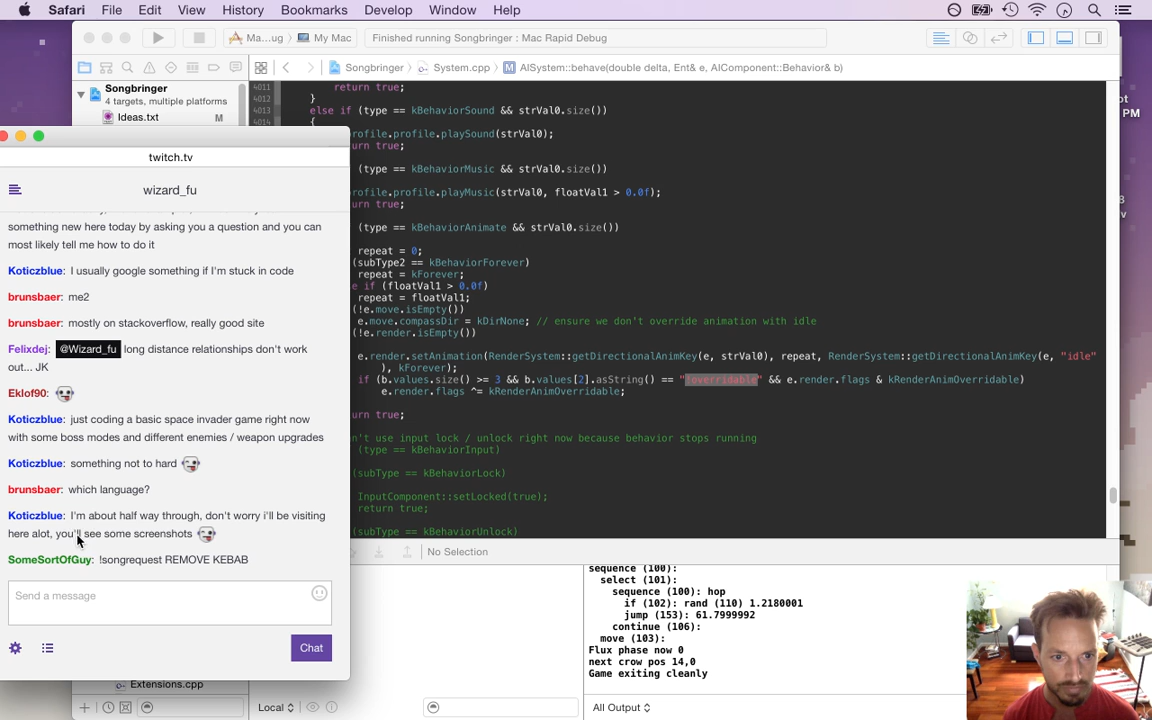 Safari File Edit View History Bookmarks Develop Window Help
Ma...ug My Mac Finished running Songbringer : Mac Rapid Debug
Songbringer System.cpp M AISystem::behave(double delta, Ent& e, AIComponent::Behavior& b)
Songbringer
4 targets, multiple platforms
Ideas.txt M
4011 return true;
4012 }
4013 else if (type == kBehaviorSound && strVal0.size())
4014 {
profile.profile.playSound(strVal0);
urn true;
(type == kBehaviorMusic && strVal0.size())
profile.profile.playMusic(strVal0, floatVal1 > 0.0f);
urn true;
(type == kBehaviorAnimate && strVal0.size())
repeat = 0;
(subType2 == kBehaviorForever)
repeat = kForever;
e if (floatVal1 > 0.0f)
repeat = floatVal1;
(!e.move.isEmpty())
e.move.compassDir = kDirNone; // ensure we don't override animation with idle
(!e.render.isEmpty())
e.render.setAnimation(RenderSystem::getDirectionalAnimKey(e, strVal0), repeat, RenderSystem::getDirectionalAnimKey(e, "idle"
), kForever);
if (b.values.size() >= 3 && b.values[2].asString() == "!overridable" && e.render.flags & kRenderAnimOverridable)
e.render.flags ^= kRenderAnimOverridable;
urn true;
n't use input lock / unlock right now because behavior stops running
(type == kBehaviorInput)
(subType == kBehaviorLock)
InputComponent::setLocked(true);
return true;
(subType == kBehaviorUnlock)
twitch.tv
wizard_fu
something new here today by asking you a question and you can
most likely tell me how to do it
Koticzblue: I usually google something if I'm stuck in code
brunsbaer: me2
brunsbaer: mostly on stackoverflow, really good site
Felixdej: @Wizard_fu long distance relationships don't work
out... JK
Eklof90:
Koticzblue: just coding a basic space invader game right now
with some boss modes and different enemies / weapon upgrades
Koticzblue: something not to hard
brunsbaer: which language?
Koticzblue: I'm about half way through, don't worry i'll be visiting
here alot, you'll see some screenshots
SomeSortOfGuy: !songrequest REMOVE KEBAB
Send a message
Chat
Extensions.cpp
No Selection
sequence (100):
select (101):
sequence (100): hop
if (102): rand (110) 1.2180001
jump (153): 61.7999992
continue (106):
move (103):
Flux phase now 0
next crow pos 14,0
Game exiting cleanly
Local
All Output
ot
PM
8
v